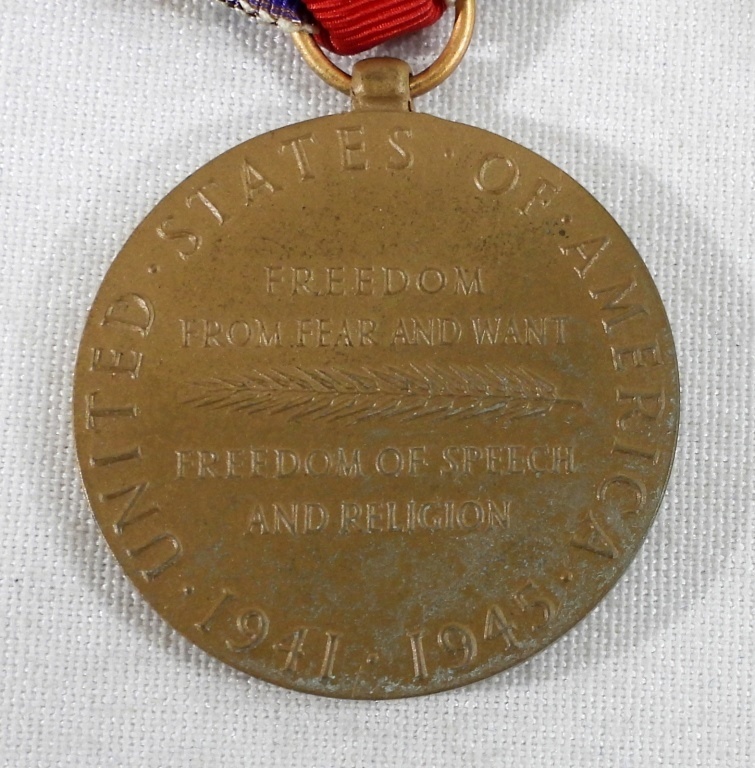 UNITED · STATES · OF · AMERICA
FREEDOM
FROM FEAR AND WANT
FREEDOM OF SPEECH
AND RELIGION
· 1941 · 1945 ·